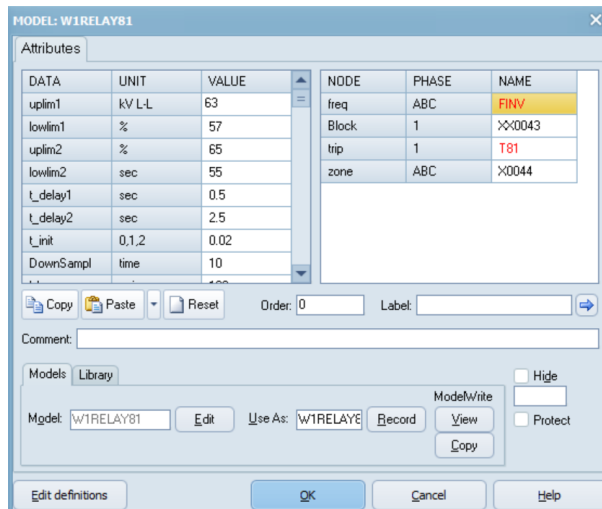 MODEL: W1RELAY81
Attributes
DATA UNIT VALUE
uplim1 kV L-L 63
lowlim1 % 57
uplim2 % 65
lowlim2 sec 55
t_delay1 sec 0.5
t_delay2 sec 2.5
t_init 0,1,2 0.02
DownSampl time 10
NODE PHASE NAME
freq ABC FINV
Block 1 XX0043
trip 1 T81
zone ABC X0044
Copy Paste Reset Order: 0 Label:
Comment:
Models Library
Hide
ModelWrite
Model: W1RELAY81 Edit Use As: W1RELAY8 Record View Protect
Copy
Edit definitions OK Cancel Help